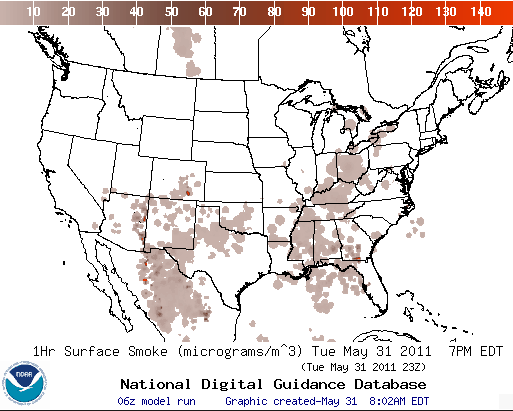 10 20 30 40 50 60 70 80 90 100 110 120 130 140
1Hr Surface Smoke (micrograms/m^3) Tue May 31 2011 7PM EDT
(Tue May 31 2011 23Z)
NOAA
National Digital Guidance Database
06z model run Graphic created-May 31 8:02AM EDT